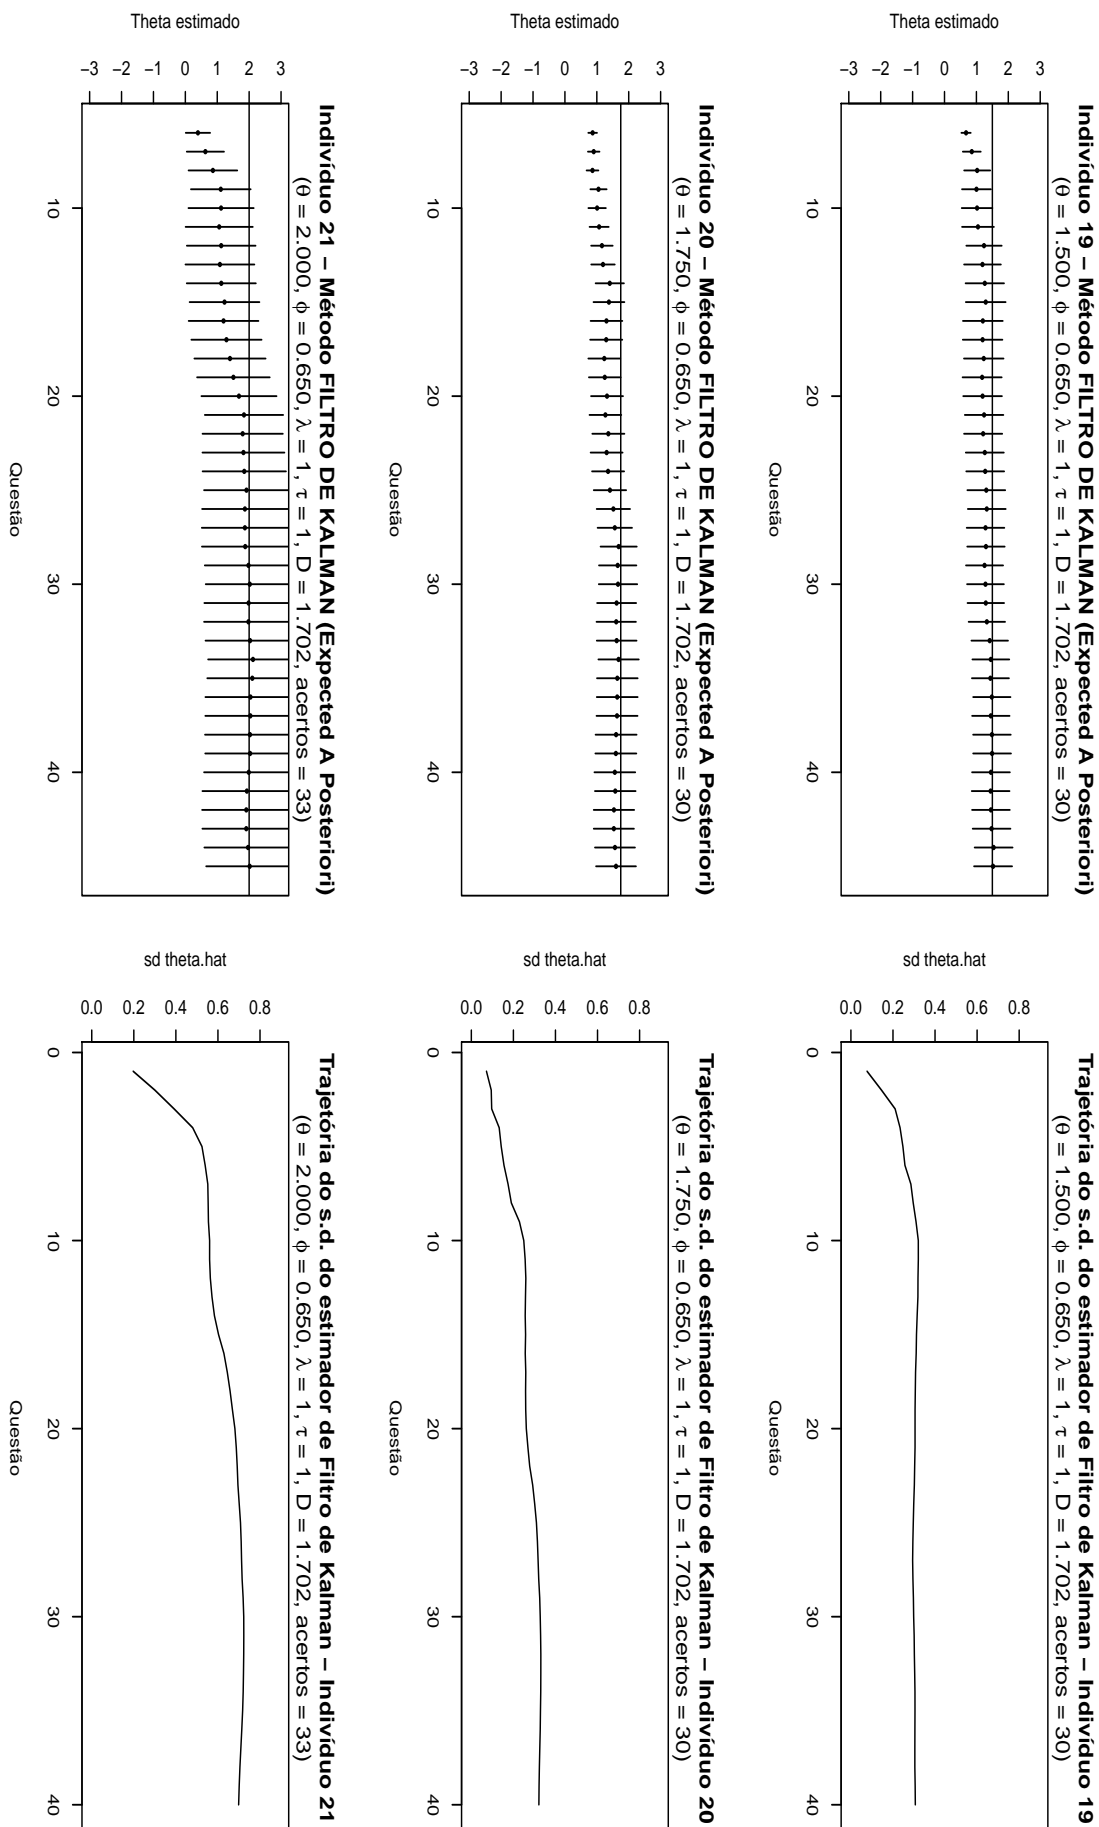 Indivíduo 19 – Método FILTRO DE KALMAN (Expected A Posteriori)
(θ = 1.500, ϕ = 0.650, λ = 1, τ = 1, D = 1.702, acertos = 30)
Theta estimado
−3 −2 −1 0 1 2 3
10 20 30 40
Questão
Trajetória do s.d. do estimador de Filtro de Kalman – Indivíduo 19
(θ = 1.500, ϕ = 0.650, λ = 1, τ = 1, D = 1.702, acertos = 30)
sd theta.hat
0.0 0.2 0.4 0.6 0.8
0 10 20 30 40
Questão
Indivíduo 20 – Método FILTRO DE KALMAN (Expected A Posteriori)
(θ = 1.750, ϕ = 0.650, λ = 1, τ = 1, D = 1.702, acertos = 30)
Theta estimado
−3 −2 −1 0 1 2 3
10 20 30 40
Questão
Trajetória do s.d. do estimador de Filtro de Kalman – Indivíduo 20
(θ = 1.750, ϕ = 0.650, λ = 1, τ = 1, D = 1.702, acertos = 30)
sd theta.hat
0.0 0.2 0.4 0.6 0.8
0 10 20 30 40
Questão
Indivíduo 21 – Método FILTRO DE KALMAN (Expected A Posteriori)
(θ = 2.000, ϕ = 0.650, λ = 1, τ = 1, D = 1.702, acertos = 33)
Theta estimado
−3 −2 −1 0 1 2 3
10 20 30 40
Questão
Trajetória do s.d. do estimador de Filtro de Kalman – Indivíduo 21
(θ = 2.000, ϕ = 0.650, λ = 1, τ = 1, D = 1.702, acertos = 33)
sd theta.hat
0.0 0.2 0.4 0.6 0.8
0 10 20 30 40
Questão